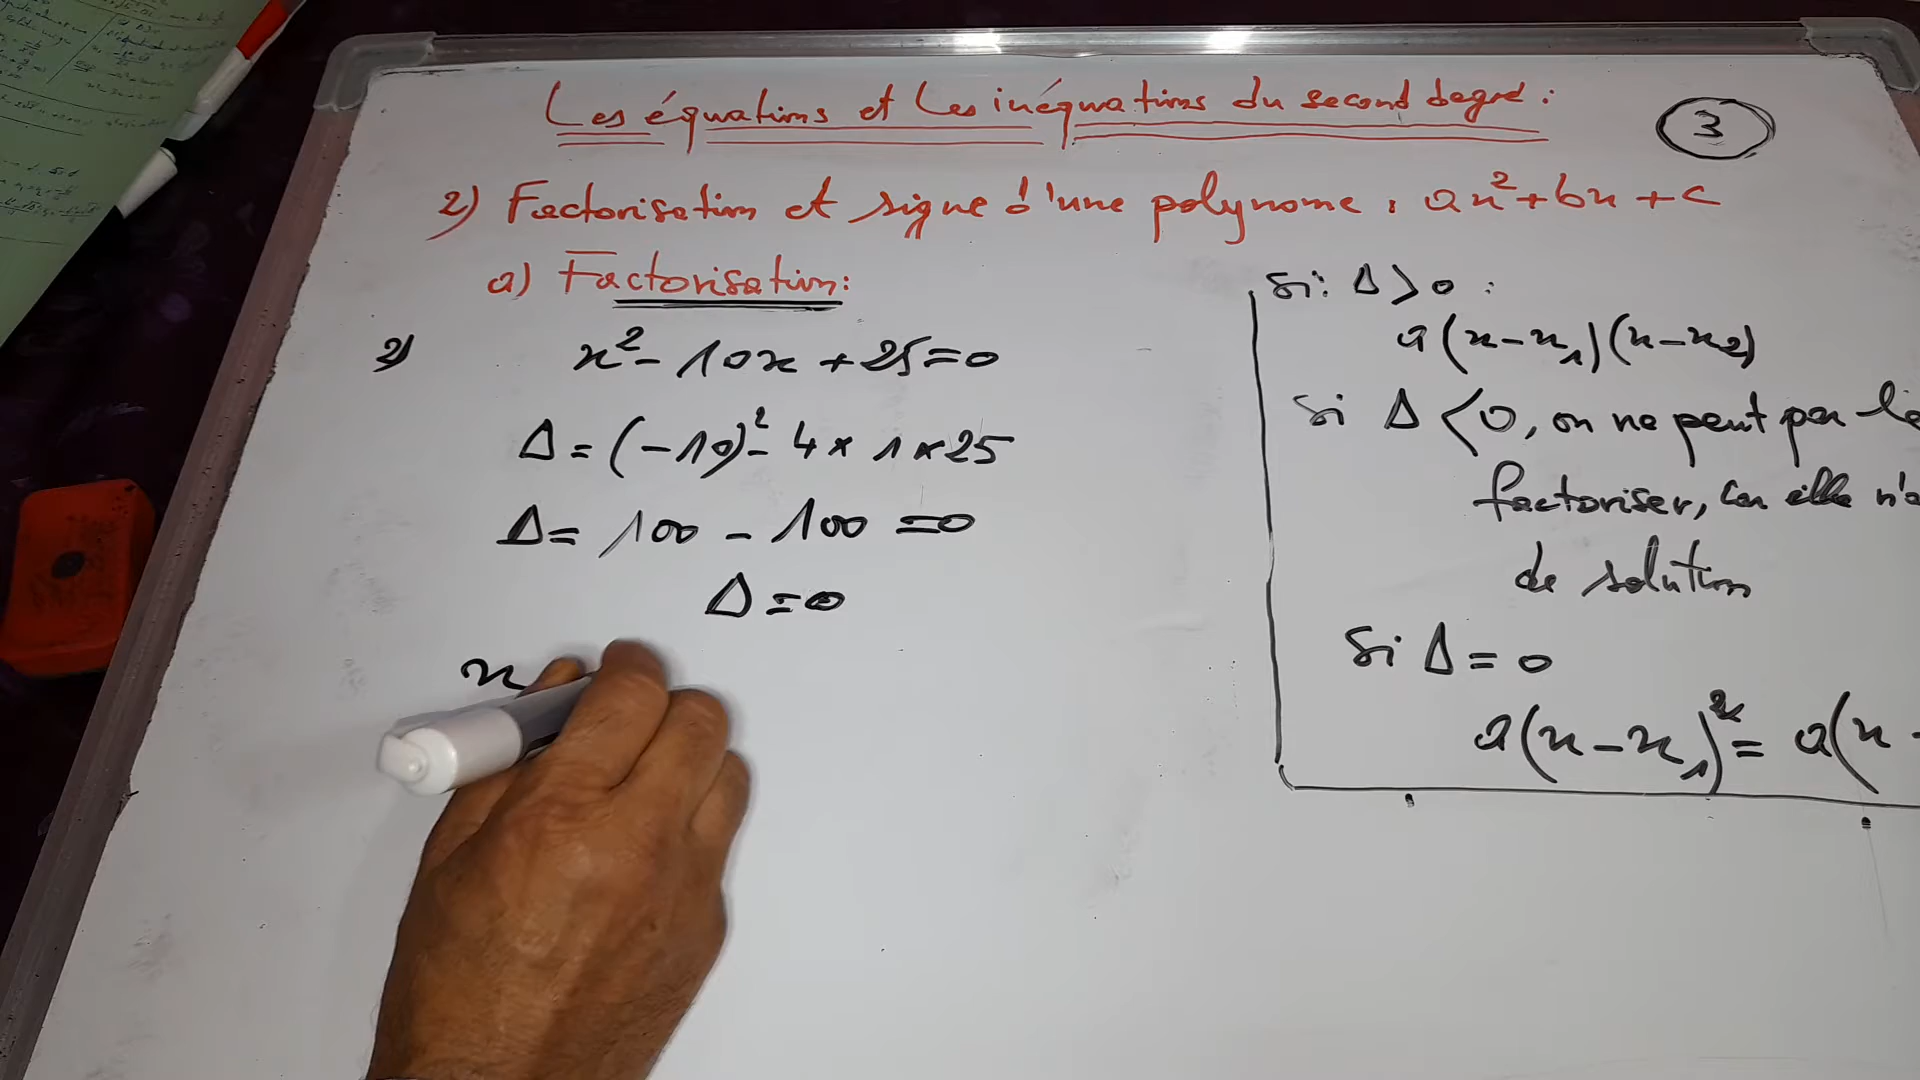 Les équations et Les inéquations du second degré :
3
2) Factorisation et signe d'une polynome : ax²+bx+c
a) Factorisation:
2)
x²-10x+25=0
Δ=(-10)²-4×1×25
Δ=100-100=0
Δ=0
x
Si: Δ>0 :
a(x-x₁)(x-x₂)
Si Δ<0, on ne peut pas
factoriser, car elle n'a
de solution
Si Δ=0
a(x-x₁)²=a(x-